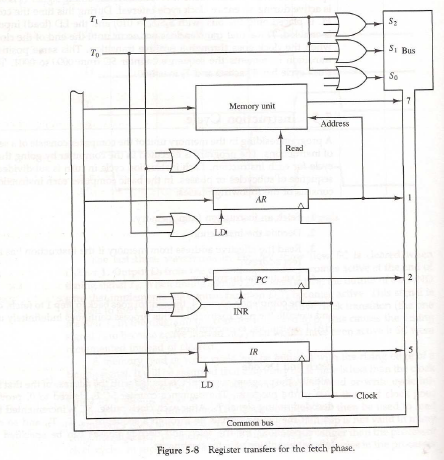 T1
S2
T0
S1 Bus
S0
Memory unit
7
Address
Read
AR
1
LD
PC
2
INR
IR
5
LD
Clock
Common bus
Figure 5-8 Register transfers for the fetch phase.